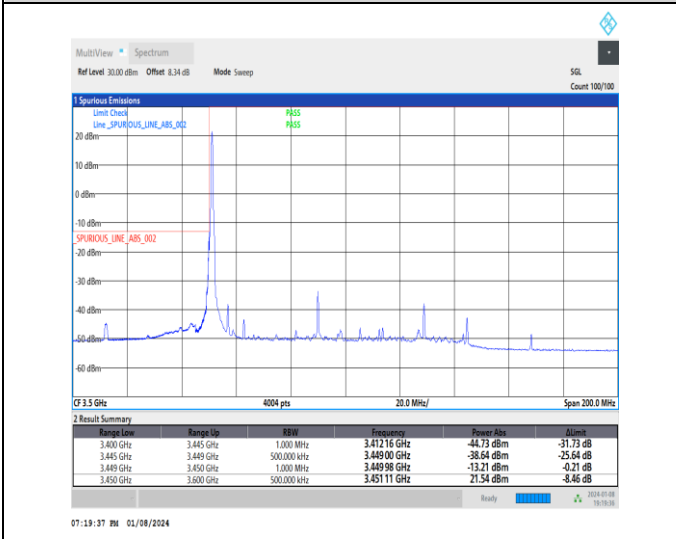 MultiView Spectrum
Ref Level 30.00 dBm Offset 8.34 dB Mode Sweep SGL
Count 100/100
1 Spurious Emissions
Limit Check PASS
Line _SPURIOUS_LINE_ABS_002 PASS
20 dBm
10 dBm
0 dBm
-10 dBm
_SPURIOUS_LINE_ABS_002
-20 dBm
-30 dBm
-40 dBm
-50 dBm
-60 dBm
CF 3.5 GHz 4004 pts 20.0 MHz/ Span 200.0 MHz
2 Result Summary
Range Low Range Up RBW Frequency Power Abs ΔLimit
3.400 GHz 3.445 GHz 1.000 MHz 3.412 16 GHz -44.73 dBm -31.73 dB
3.445 GHz 3.449 GHz 500.000 kHz 3.449 00 GHz -38.64 dBm -25.64 dB
3.449 GHz 3.450 GHz 1.000 MHz 3.449 98 GHz -13.21 dBm -0.21 dB
3.450 GHz 3.600 GHz 500.000 kHz 3.451 11 GHz 21.54 dBm -8.46 dB
Ready 2024-01-08
19:19:36
07:19:37 PM 01/08/2024